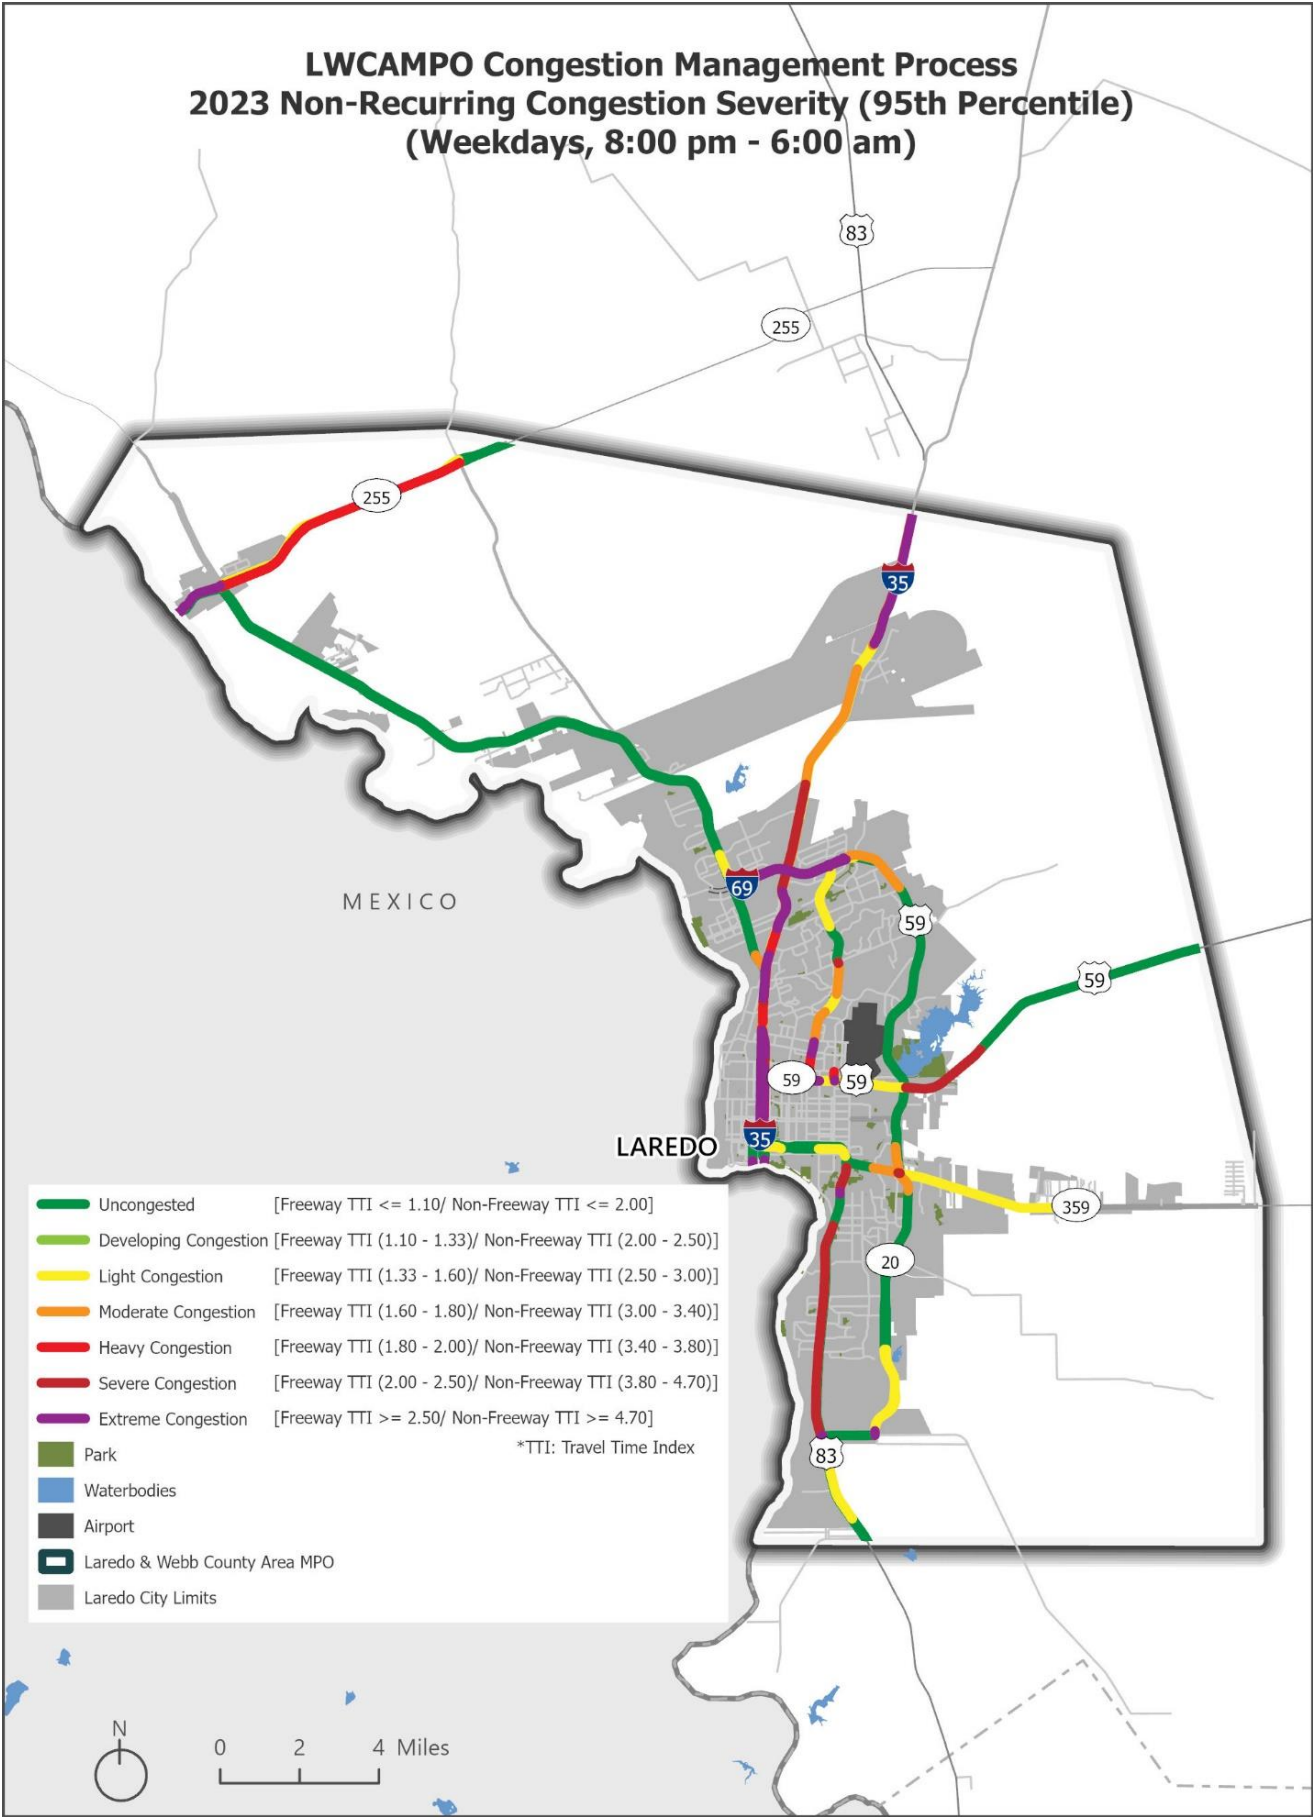 LWCAMPO Congestion Management Process
2023 Non-Recurring Congestion Severity (95th Percentile)
(Weekdays, 8:00 pm - 6:00 am)
83
255
255
35
MEXICO
69
59
59
59
59
LAREDO
35
359
20
83
Uncongested [Freeway TTI <= 1.10/ Non-Freeway TTI <= 2.00]
Developing Congestion [Freeway TTI (1.10 - 1.33)/ Non-Freeway TTI (2.00 - 2.50)]
Light Congestion [Freeway TTI (1.33 - 1.60)/ Non-Freeway TTI (2.50 - 3.00)]
Moderate Congestion [Freeway TTI (1.60 - 1.80)/ Non-Freeway TTI (3.00 - 3.40)]
Heavy Congestion [Freeway TTI (1.80 - 2.00)/ Non-Freeway TTI (3.40 - 3.80)]
Severe Congestion [Freeway TTI (2.00 - 2.50)/ Non-Freeway TTI (3.80 - 4.70)]
Extreme Congestion [Freeway TTI >= 2.50/ Non-Freeway TTI >= 4.70]
*TTI: Travel Time Index
Park
Waterbodies
Airport
Laredo & Webb County Area MPO
Laredo City Limits
N
0 2 4 Miles